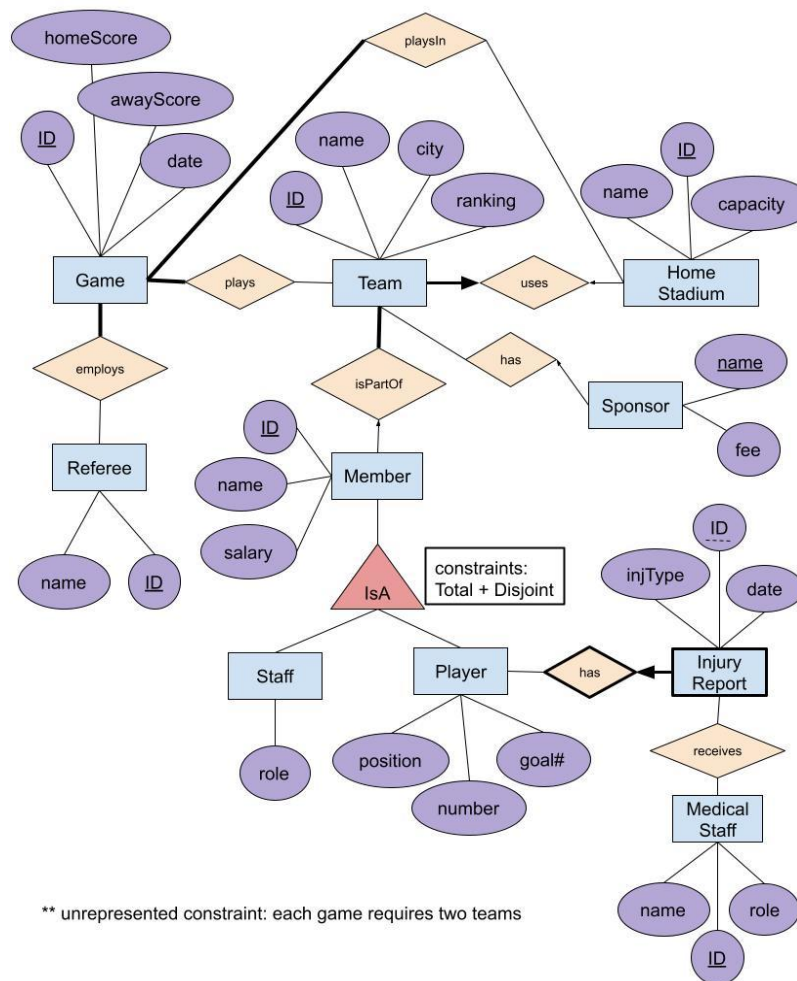 homeScore
playsIn
awayScore
ID
date
name
city
ID
ranking
ID
name
capacity
Game
plays
Team
uses
Home
Stadium
employs
isPartOf
has
name
Sponsor
fee
ID
name
Member
salary
Referee
name
ID
IsA
constraints:
Total + Disjoint
ID
injType
date
Staff
Player
has
Injury
Report
role
position
number
goal#
receives
Medical
Staff
name
ID
role
** unrepresented constraint: each game requires two teams